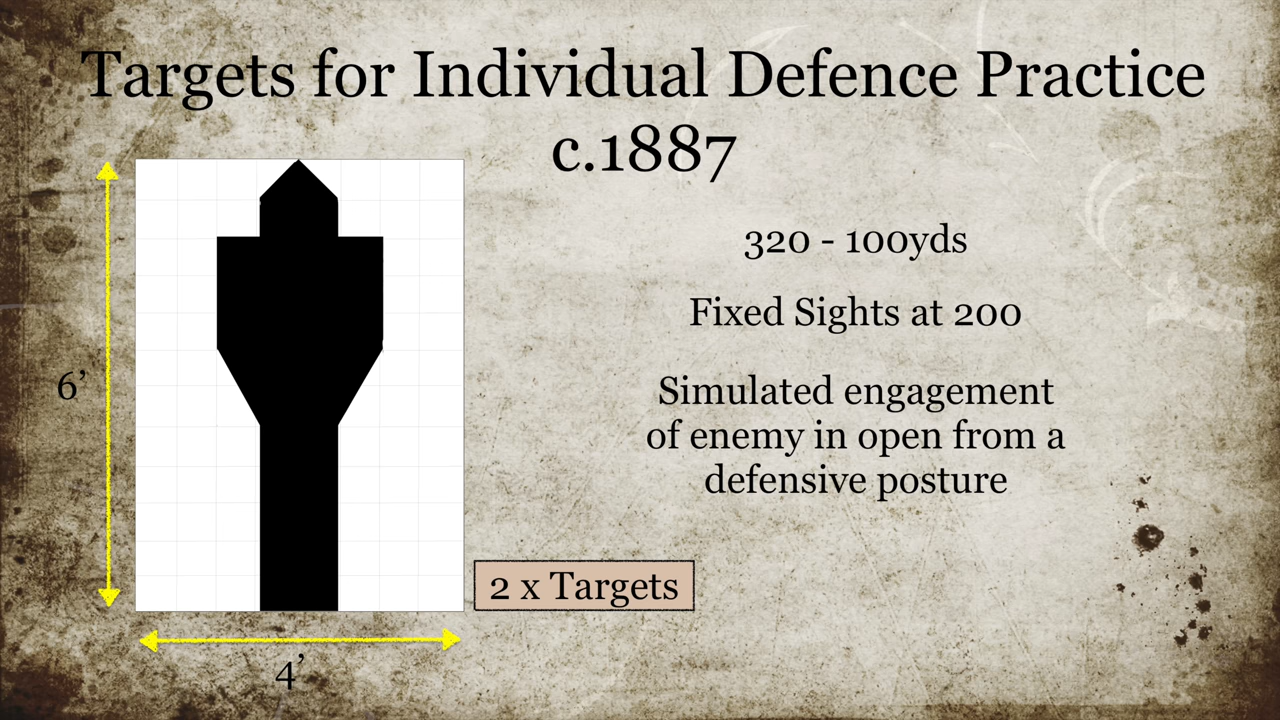 Targets for Individual Defence Practice
c.1887
320 - 100yds
Fixed Sights at 200
Simulated engagement
of enemy in open from a
defensive posture
6’
2 x Targets
4’